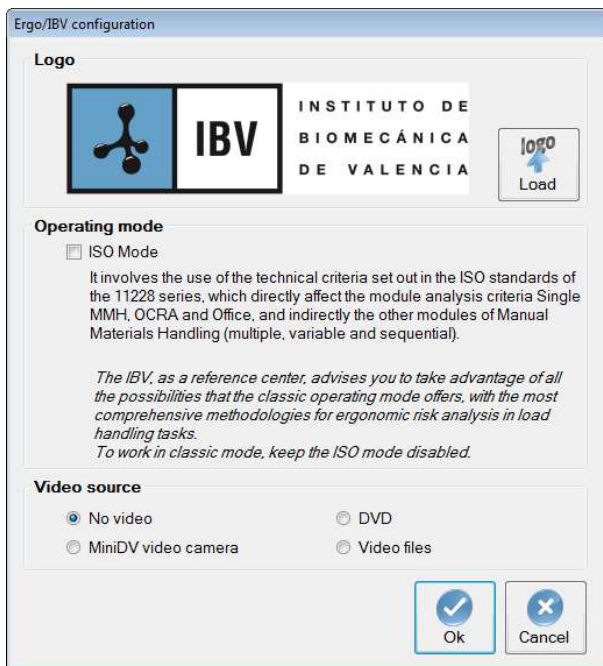 Ergo/IBV configuration
Logo
IBV
INSTITUTO DE
BIOMECÁNICA
DE VALENCIA
logo
Load
Operating mode
ISO Mode
It involves the use of the technical criteria set out in the ISO standards of
the 11228 series, which directly affect the module analysis criteria Single
MMH, OCRA and Office, and indirectly the other modules of Manual
Materials Handling (multiple, variable and sequential).
The IBV, as a reference center, advises you to take advantage of all
the possibilities that the classic operating mode offers, with the most
comprehensive methodologies for ergonomic risk analysis in load
handling tasks.
To work in classic mode, keep the ISO mode disabled.
Video source
No video
DVD
MiniDV video camera
Video files
Ok
Cancel